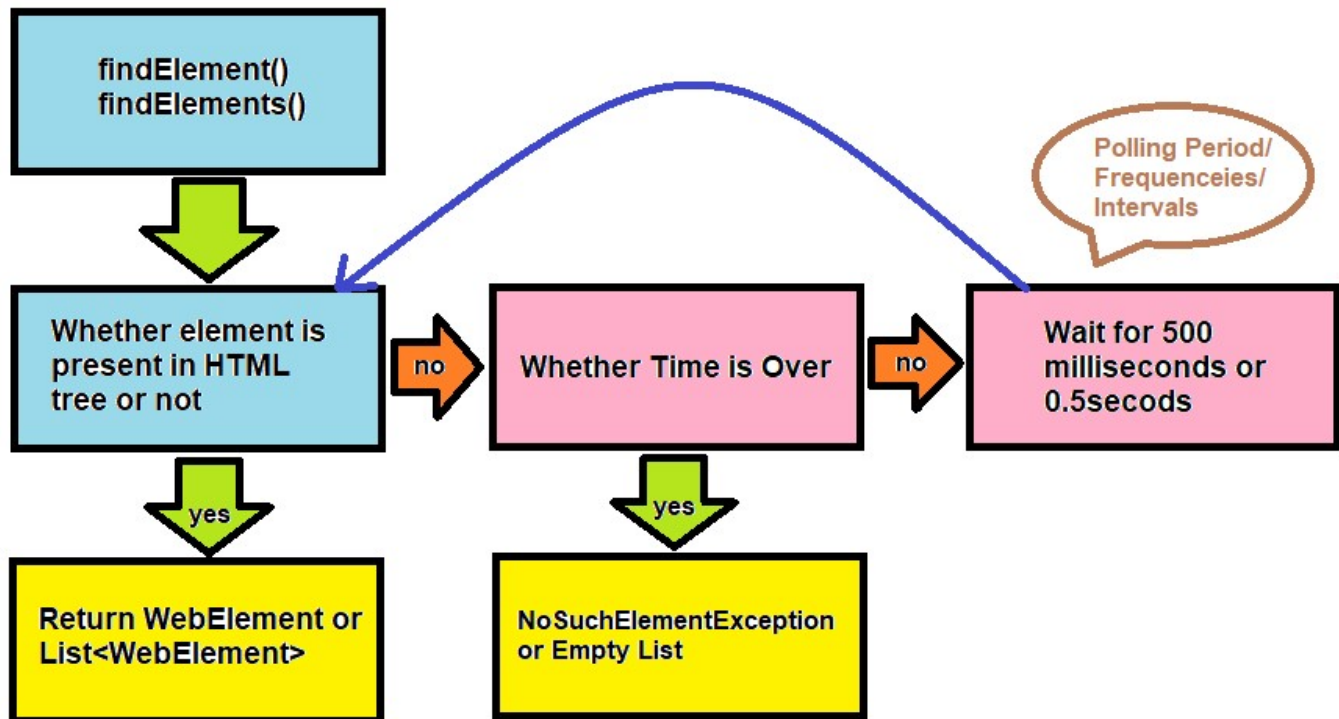 findElement()
findElements()
Polling Period/
Frequenceies/
Intervals
Whether element is
present in HTML
tree or not
no
Whether Time is Over
no
Wait for 500
milliseconds or
0.5secods
yes
yes
Return WebElement or
List<WebElement>
NoSuchElementException
or Empty List